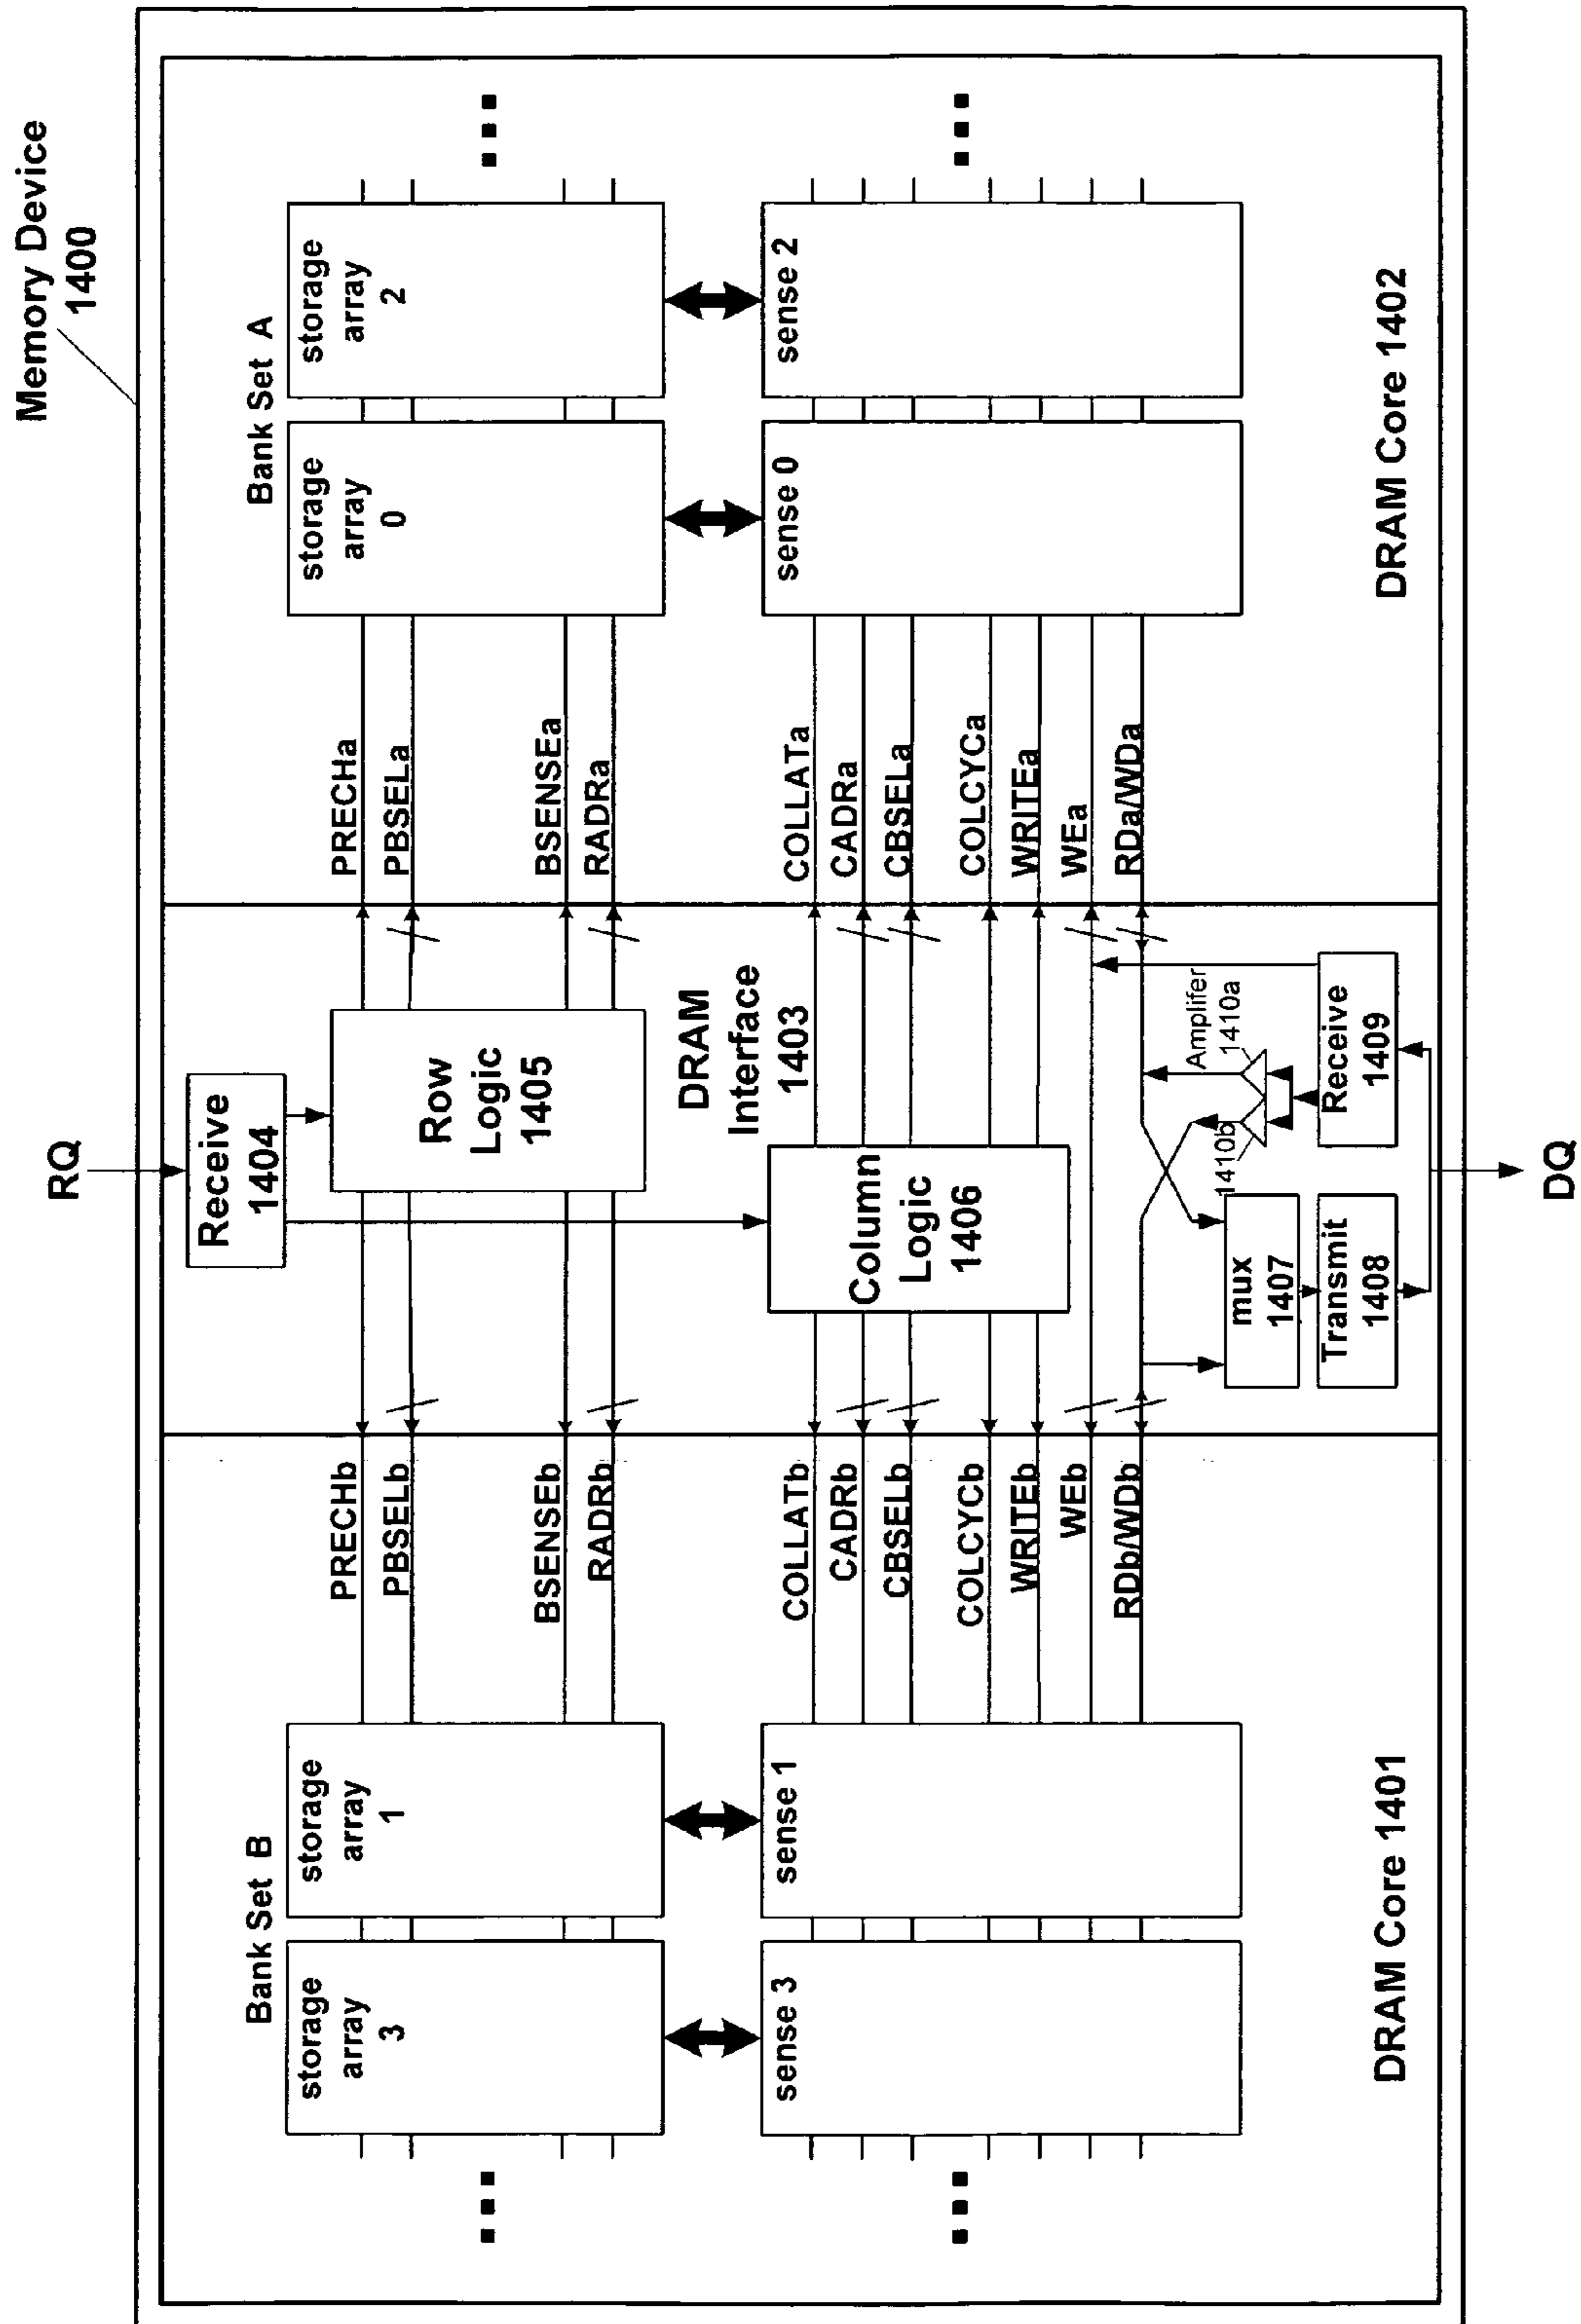 Memory Device
1400
RQ
Receive
1404
Bank Set B
Bank Set A
storage
array
3
storage
array
1
storage
array
0
storage
array
2
PRECHb
PBSELb
BSENSEb
RADRb
Row
Logic
1405
PRECHa
PBSELa
BSENSEa
RADRa
DRAM
Interface
1403
sense 3
sense 1
sense 0
sense 2
COLLATb
CADRb
CBSELb
COLCYCb
WRITEb
WEb
RDb/WDb
Column
Logic
1406
COLLATa
CADRa
CBSELa
COLCYCa
WRITEa
WEa
RDa/WDa
Amplifer
1410a
1410b
mux
1407
Transmit
1408
Receive
1409
DRAM Core 1401
DRAM Core 1402
DQ